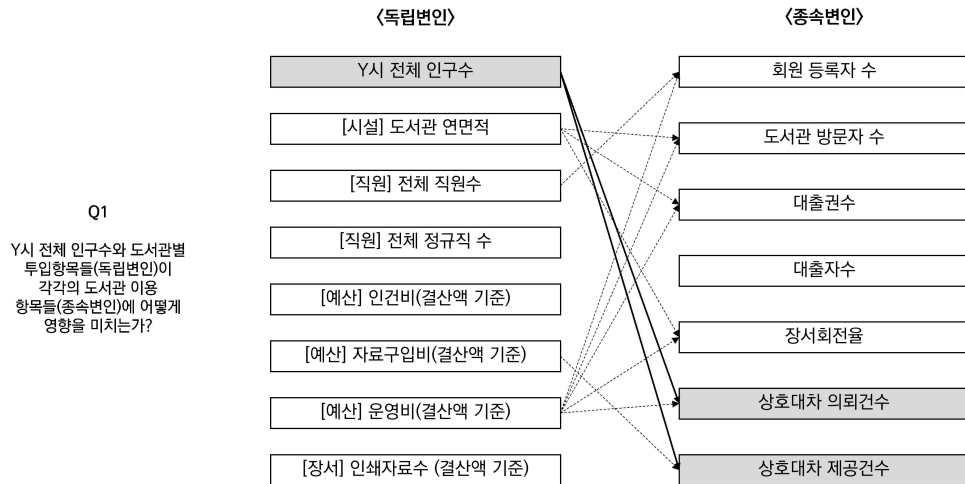 〈독립변인〉
〈종속변인〉
Q1
Y시 전체 인구수와 도서관별
투입항목들(독립변인)이
각각의 도서관 이용
항목들(종속변인)에 어떻게
영향을 미치는가?
Y시 전체 인구수
[시설] 도서관 연면적
[직원] 전체 직원수
[직원] 전체 정규직 수
[예산] 인건비(결산액 기준)
[예산] 자료구입비(결산액 기준)
[예산] 운영비(결산액 기준)
[장서] 인쇄자료수 (결산액 기준)
회원 등록자 수
도서관 방문자 수
대출권수
대출자수
장서회전율
상호대차 의뢰건수
상호대차 제공건수